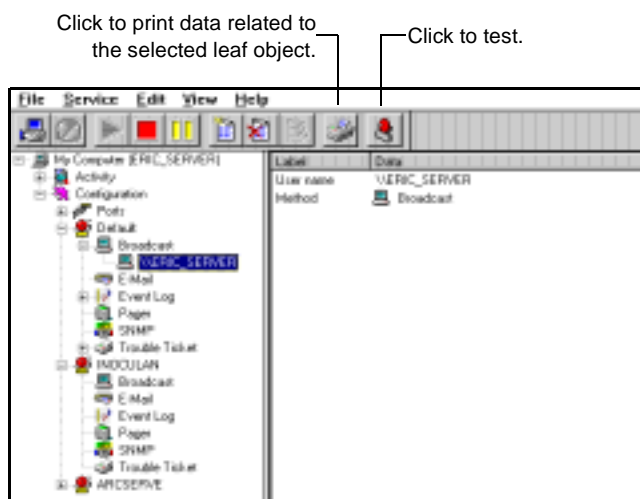 Click to print data related to
the selected leaf object.
Click to test.
File Service Edit View Help
My Computer (ERIC_SERVER)
Activity
Configuration
Ports
Default
Broadcast
\\ERIC_SERVER
E-Mail
Event Log
Pager
SNMP
Trouble Ticket
INOCULAN
Broadcast
E-Mail
Event Log
Pager
SNMP
Trouble Ticket
ARCSERVE
Label Data
User name \\ERIC_SERVER
Method Broadcast